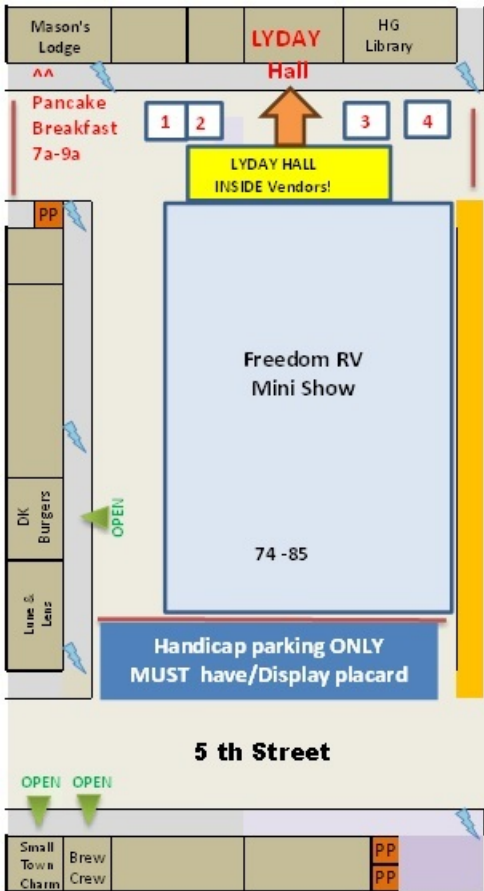 Mason's
Lodge
LYDAY
Hall
HG
Library
^^
Pancake
Breakfast
7a-9a
1
2
3
4
LYDAY HALL
INSIDE Vendors!
PP
Freedom RV
Mini Show
DK
Burgers
OPEN
74 -85
Lune &
Lens
Handicap parking ONLY
MUST have/Display placard
5 th Street
OPEN
OPEN
Small
Town
Charm
Brew
Crew
PP
PP